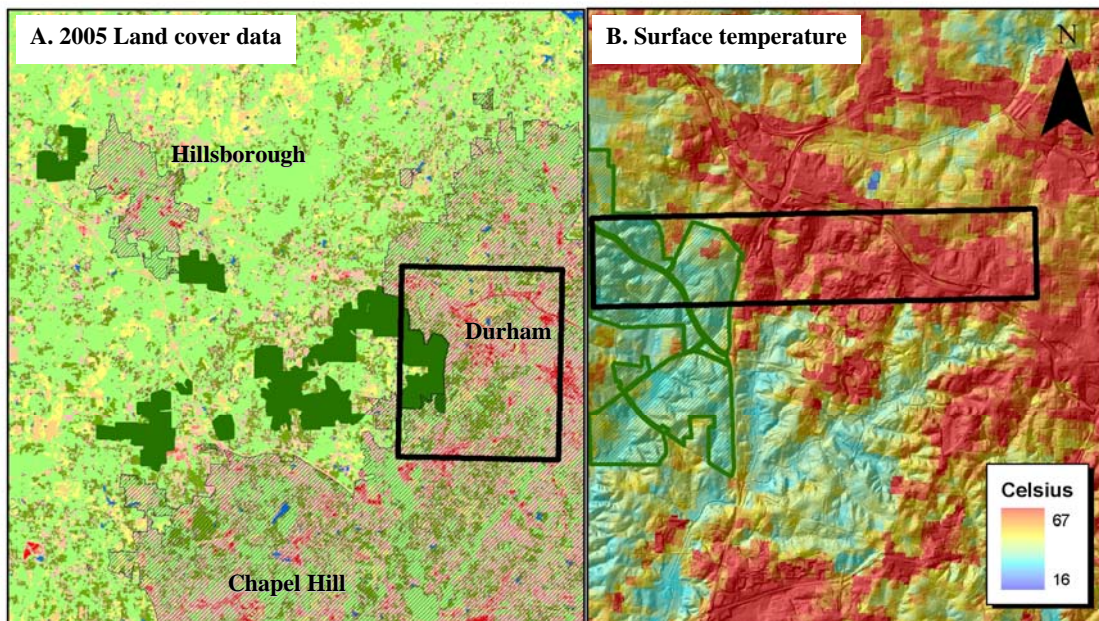 A. 2005 Land cover data
Hillsborough
Durham
Chapel Hill
B. Surface temperature
N
Celsius
67
16